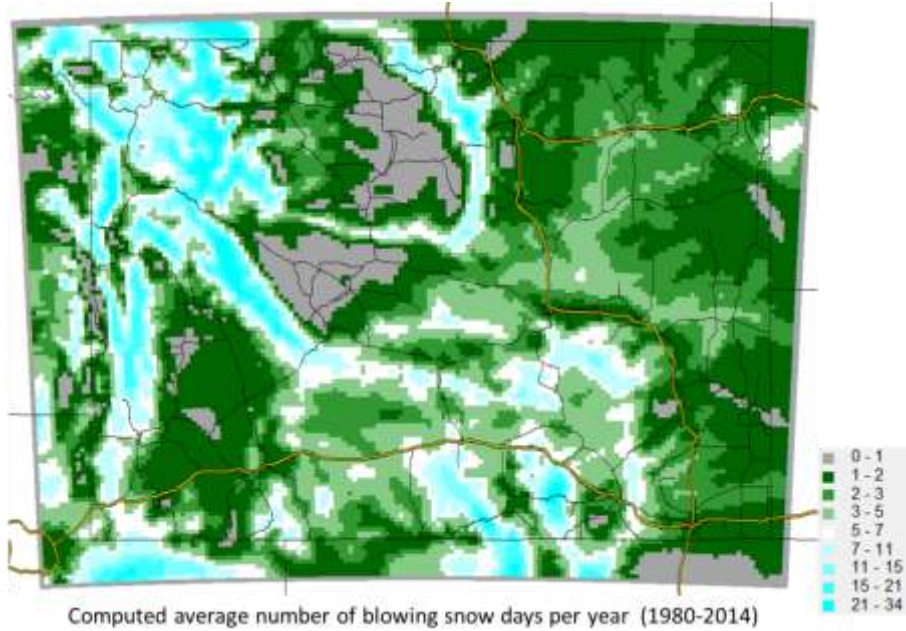 0 - 1
1 - 2
2 - 3
3 - 5
5 - 7
7 - 11
11 - 15
15 - 21
21 - 34
Computed average number of blowing snow days per year (1980-2014)